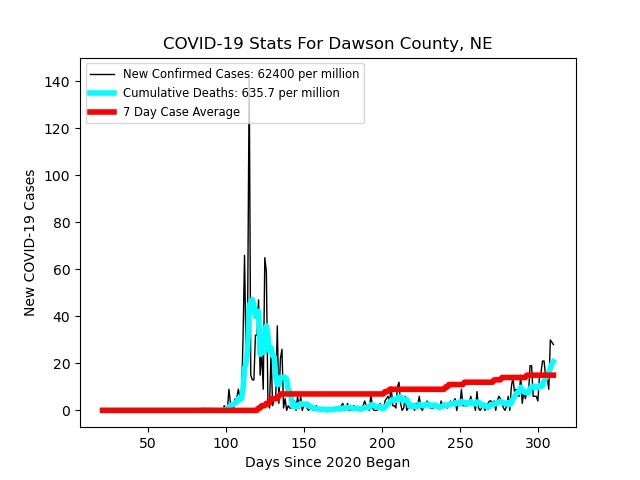 COVID-19 Stats For Dawson County, NE
New Confirmed Cases: 62400 per million
Cumulative Deaths: 635.7 per million
7 Day Case Average
140
120
100
80
60
40
20
0
New COVID-19 Cases
50 100 150 200 250 300
Days Since 2020 Began